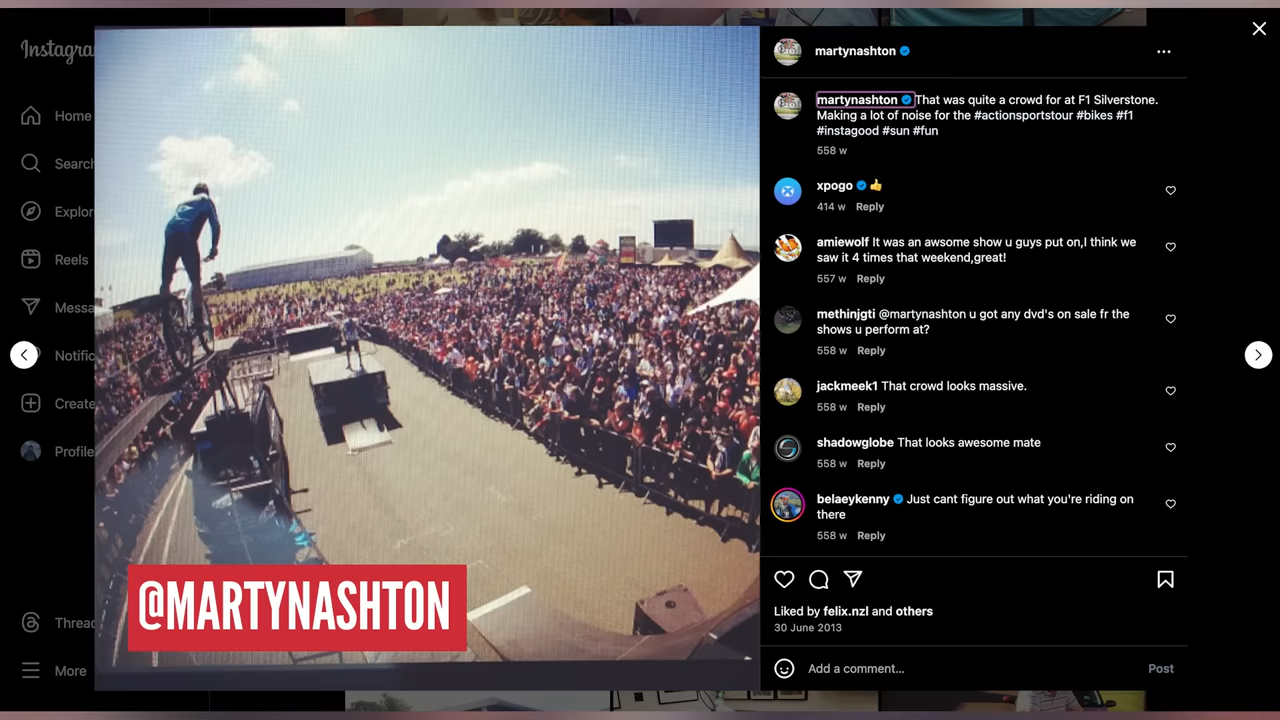 Instagra
Home
Search
Explor
Reels
Messa
Notific
Create
Profile
Threa
More
@MARTYNASHTON
martynashton
martynashton That was quite a crowd for at F1 Silverstone.
Making a lot of noise for the #actionsportstour #bikes #f1
#instagood #sun #fun
558 w
xpogo 👍
414 w Reply
amiewolf It was an awsome show u guys put on,I think we
saw it 4 times that weekend,great!
557 w Reply
methinjgti @martynashton u got any dvd's on sale fr the
shows u perform at?
558 w Reply
jackmeek1 That crowd looks massive.
558 w Reply
shadowglobe That looks awesome mate
558 w Reply
belaeykenny Just cant figure out what you're riding on
there
558 w Reply
Liked by felix.nzl and others
30 June 2013
Add a comment...
Post